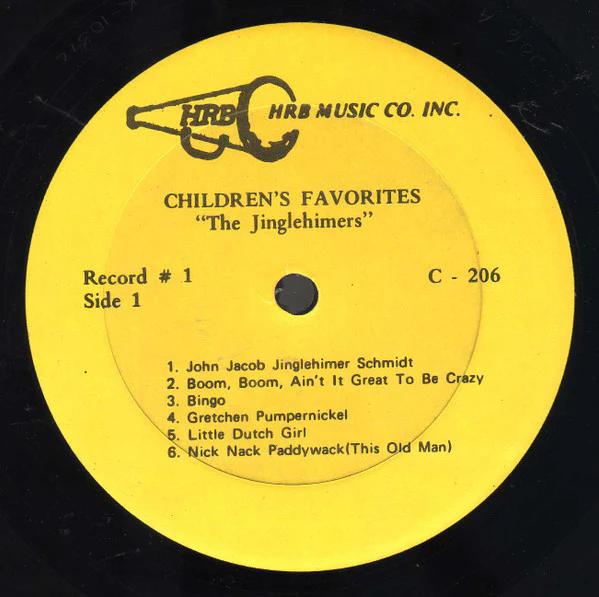 HRB HRB MUSIC CO. INC.
CHILDREN'S FAVORITES
"The Jinglehimers"
Record # 1 C - 206
Side 1
1. John Jacob Jinglehimer Schmidt
2. Boom, Boom, Ain't It Great To Be Crazy
3. Bingo
4. Gretchen Pumpernickel
5. Little Dutch Girl
6. Nick Nack Paddywack(This Old Man)